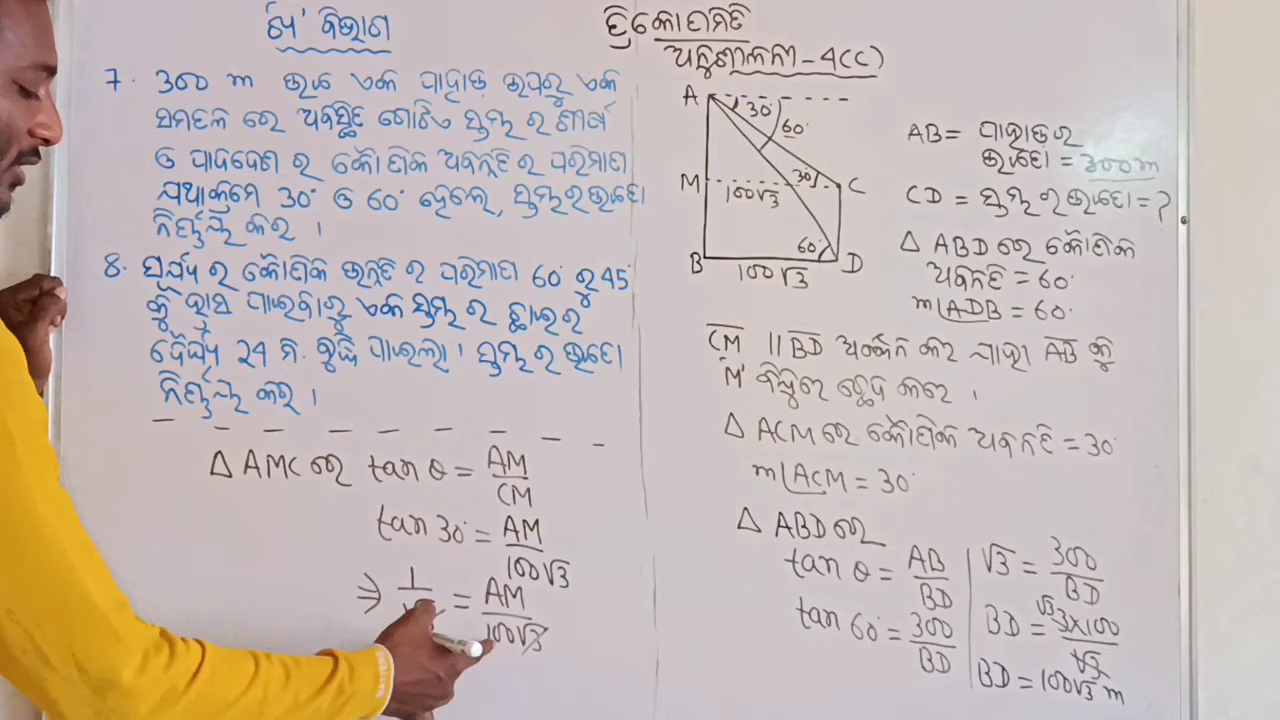 'ଖ' ବିଭାଗ
ତ୍ରିକୋଣମିତି
ଅନୁଶୀଳନୀ - 4(C)
7. 300 m ଉଚ୍ଚ ଏକ ପାହାଡ଼ ଉପରୁ ଏକ
ସମତଳ ରେ ଅବସ୍ଥିତ ଗୋଟିଏ ସ୍ତମ୍ଭ ର ଶୀର୍ଷ
ଓ ପାଦଦେଶ ର କୌଣିକ ଅବନତି ର ପରିମାଣ
ଯଥାକ୍ରମେ 30° ଓ 60° ହେଲେ, ସ୍ତମ୍ଭ ର ଉଚ୍ଚତା
ନିର୍ଣ୍ଣୟ କର ।
8. ସୂର୍ଯ୍ୟ ର କୌଣିକ ଉନ୍ନତି ର ପରିମାଣ 60° ରୁ 45°
କୁ ହ୍ରାସ ପାଇବାରୁ ଏକ ସ୍ତମ୍ଭ ର ଛାଇର
ଦୈର୍ଘ୍ୟ 24 ମି. ବୃଦ୍ଧି ପାଇଲା । ସ୍ତମ୍ଭ ର ଉଚ୍ଚତା
ନିର୍ଣ୍ଣୟ କର ।
△ AMC ରେ tan θ = AM/CM
tan 30° = AM/100√3
⇒ 1/ = AM/100√3
A 30° 60°
M 100√3 30° C
B 60° D
100√3
AB = ପାହାଡ଼ର
ଉଚ୍ଚତା = 300m
CD = ସ୍ତମ୍ଭ ର ଉଚ୍ଚତା = ?
△ ABD ରେ କୌଣିକ
ଅବନତି = 60°
m∠ADB = 60°
CM || BD ଅଙ୍କନ କର ଯାହା AB କୁ
'M' ବିନ୍ଦୁରେ ଛେଦ କରେ ।
△ ACM ରେ କୌଣିକ ଅବନତି = 30°
m∠ACM = 30°
△ ABD ରେ
tan θ = AB/BD
tan 60° = 300/BD
√3 = 300/BD
BD = √3 3×100/√3
BD = 100√3 m